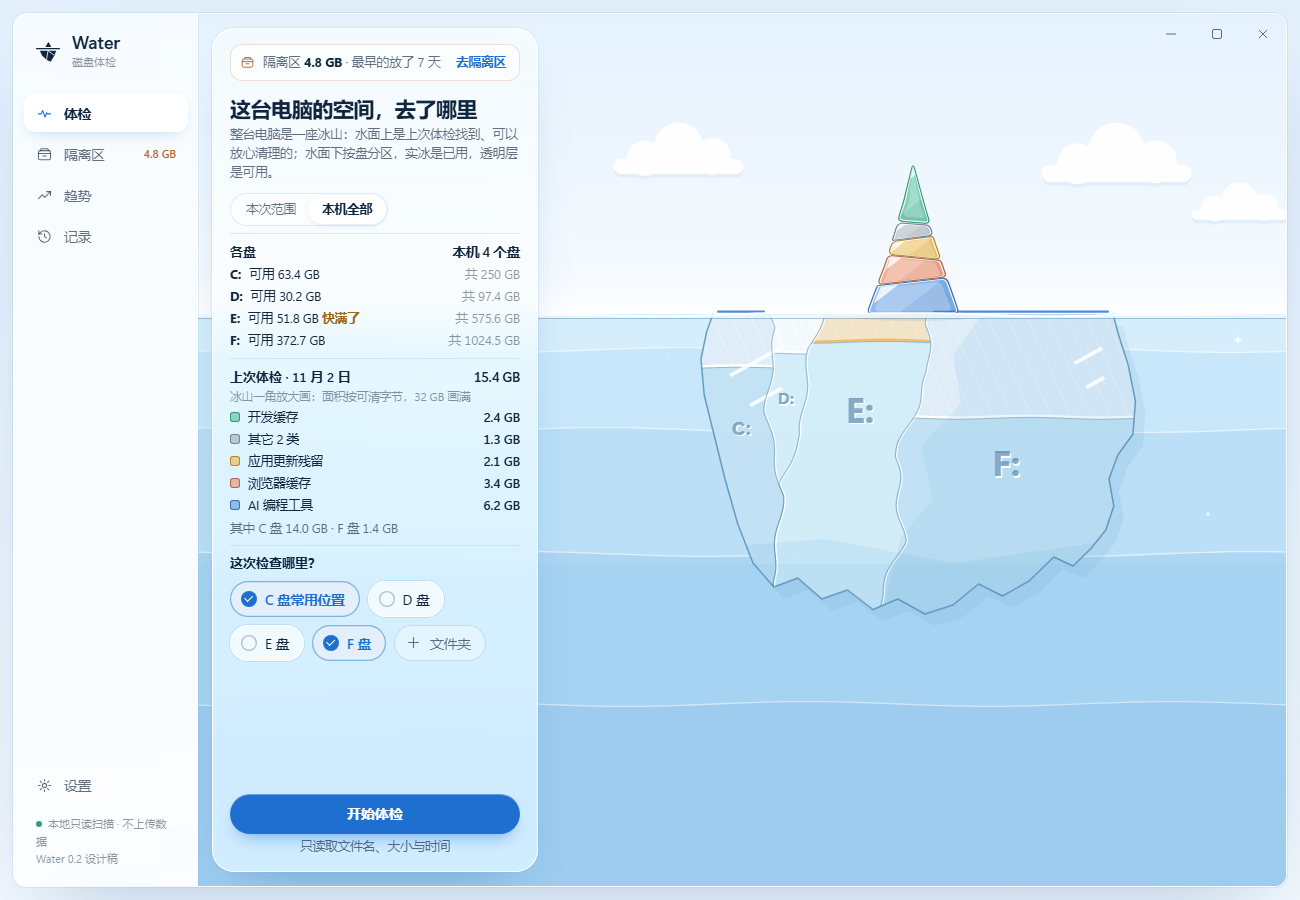 Water
磁盘体检
体检
隔离区 4.8 GB
趋势
记录
设置
本地只读扫描 · 不上传数
据
Water 0.2 设计稿
隔离区 4.8 GB · 最早的放了 7 天 去隔离区
这台电脑的空间，去了哪里
整台电脑是一座冰山：水面上是上次体检找到、可以
放心清理的；水面下按盘分区，实冰是已用，透明层
是可用。
本次范围 本机全部
各盘 本机 4 个盘
C: 可用 63.4 GB 共 250 GB
D: 可用 30.2 GB 共 97.4 GB
E: 可用 51.8 GB 快满了 共 575.6 GB
F: 可用 372.7 GB 共 1024.5 GB
上次体检 · 11 月 2 日 15.4 GB
冰山一角放大画：面积按可清字节，32 GB 画满
开发缓存 2.4 GB
其它 2 类 1.3 GB
应用更新残留 2.1 GB
浏览器缓存 3.4 GB
AI 编程工具 6.2 GB
其中 C 盘 14.0 GB · F 盘 1.4 GB
这次检查哪里?
C 盘常用位置 D 盘
E 盘 F 盘 文件夹
开始体检
只读取文件名、大小与时间
C:
D:
E:
F: